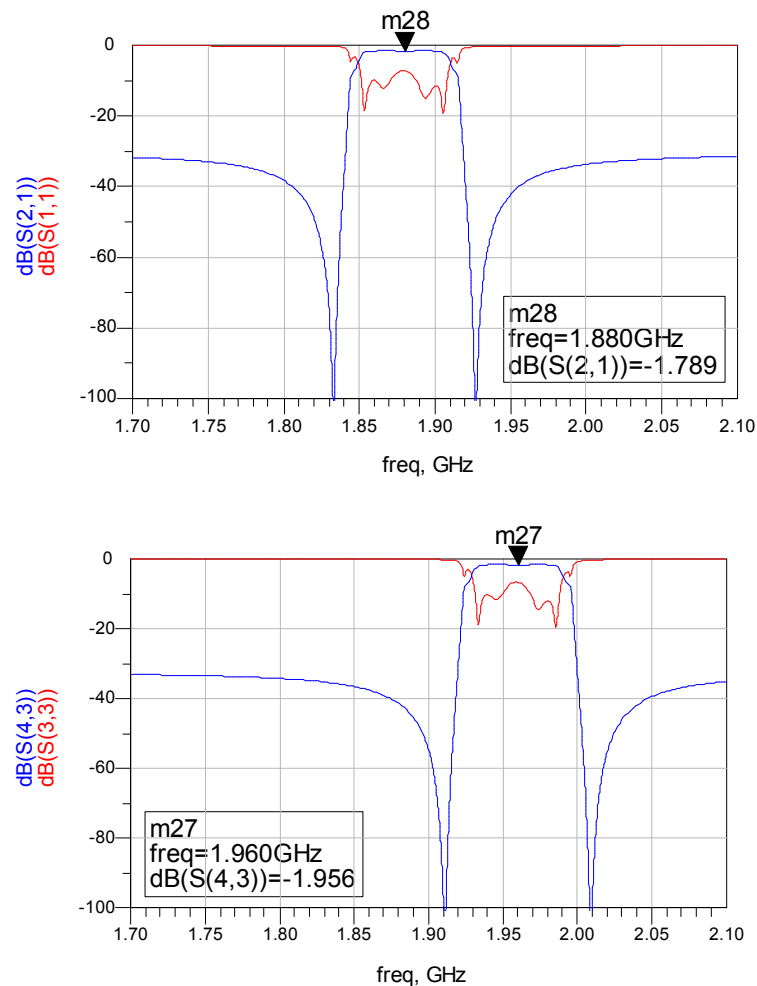 m28
0
-20
-40
-60
-80
-100
dB(S(2,1))
dB(S(1,1))
m28
freq=1.880GHz
dB(S(2,1))=-1.789
1.70 1.75 1.80 1.85 1.90 1.95 2.00 2.05 2.10
freq, GHz
m27
0
-20
-40
-60
-80
-100
dB(S(4,3))
dB(S(3,3))
m27
freq=1.960GHz
dB(S(4,3))=-1.956
1.70 1.75 1.80 1.85 1.90 1.95 2.00 2.05 2.10
freq, GHz